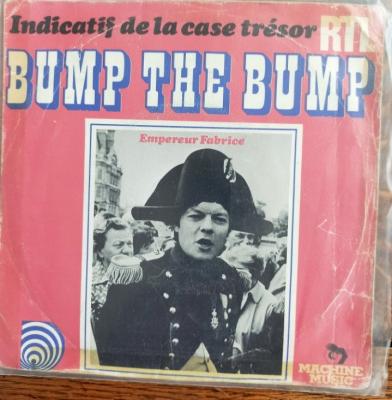 Indicatif de la case trésor
RTL
BUMP THE BUMP
Empereur Fabrice
MACHINE
MUSIC